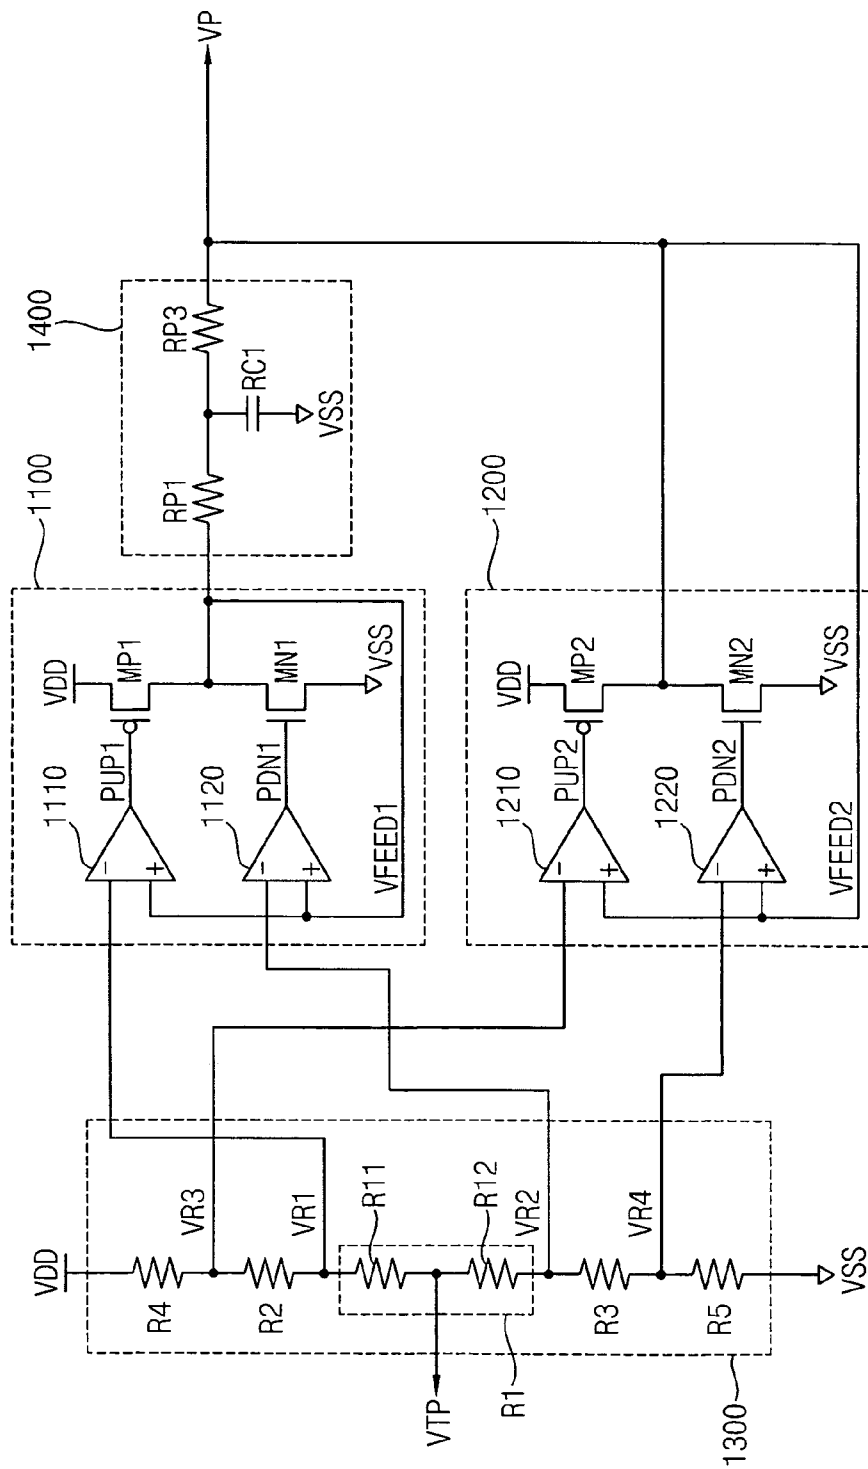 VP
1400
RP1
RP3
RC1
VSS
1100
VDD
1110
PUP1
MP1
1120
PDN1
MN1
VSS
-
+
-
+
VFEED1
1200
VDD
1210
PUP2
MP2
1220
PDN2
MN2
VSS
-
+
-
+
VFEED2
VDD
R4
VR3
R2
VR1
R11
VTP
R12
R1
VR2
R3
VR4
R5
VSS
1300